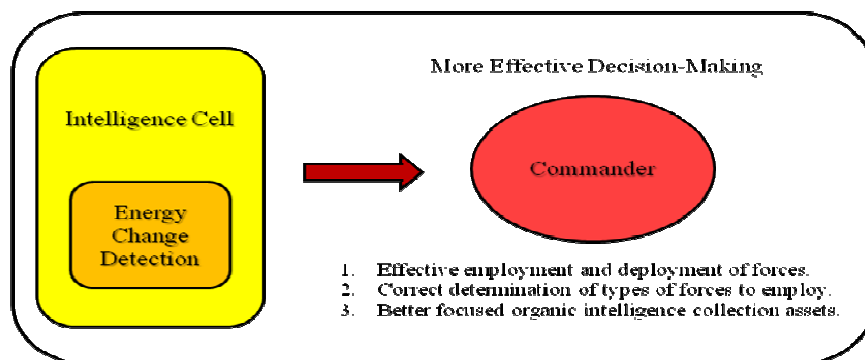 Intelligence Cell
Energy
Change
Detection
More Effective Decision-Making
Commander
1. Effective employment and deployment of forces.
2. Correct determination of types of forces to employ.
3. Better focused organic intelligence collection assets.